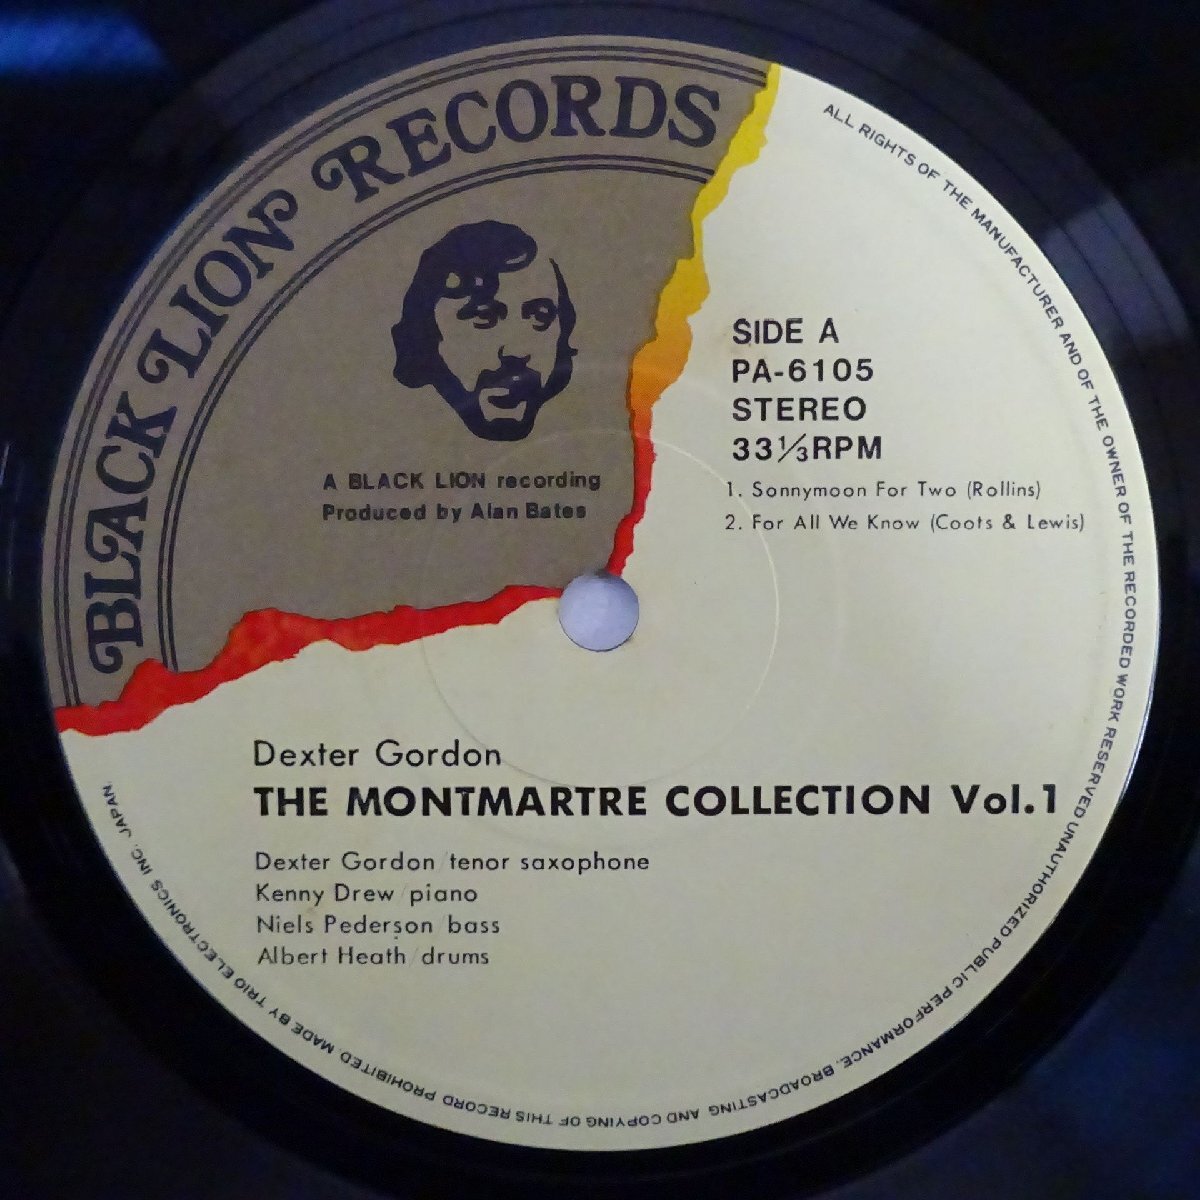 BLACK LION RECORDS
A BLACK LION recording
Produced by Alan Bates
SIDE A
PA-6105
STEREO
33⅓RPM
1. Sonnymoon For Two (Rollins)
2. For All We Know (Coots & Lewis)
Dexter Gordon
THE MONTMARTRE COLLECTION Vol.1
Dexter Gordon/tenor saxophone
Kenny Drew/piano
Niels Pederson/bass
Albert Heath/drums
ALL RIGHTS OF THE MANUFACTURER AND OF THE OWNER OF THE RECORDED WORK RESERVED UNAUTHORIZED PUBLIC PERFORMANCE. BROADCASTING AND COPYING OF THIS RECORD PROHIBITED. MADE BY TRIO ELECTRONICS INC. JAPAN.